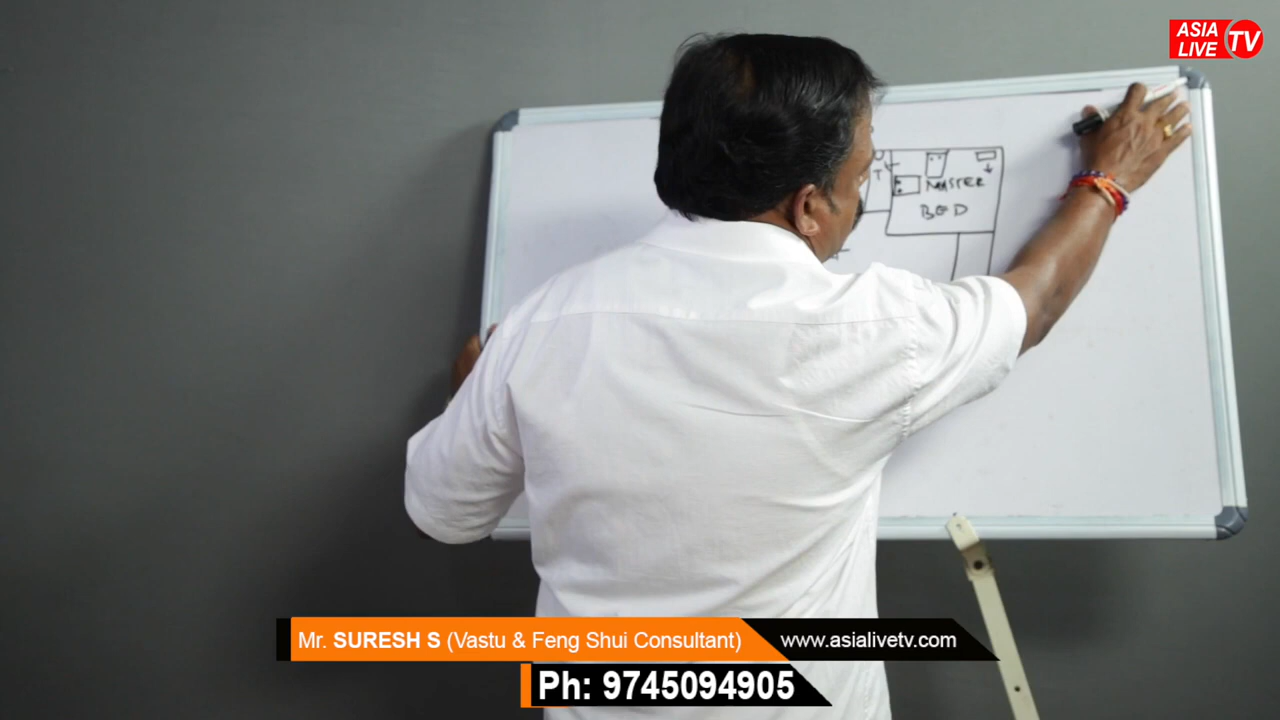 ASIA
LIVE TV
T
MASTER
BED
Mr. SURESH S (Vastu & Feng Shui Consultant) www.asialivetv.com
Ph: 9745094905